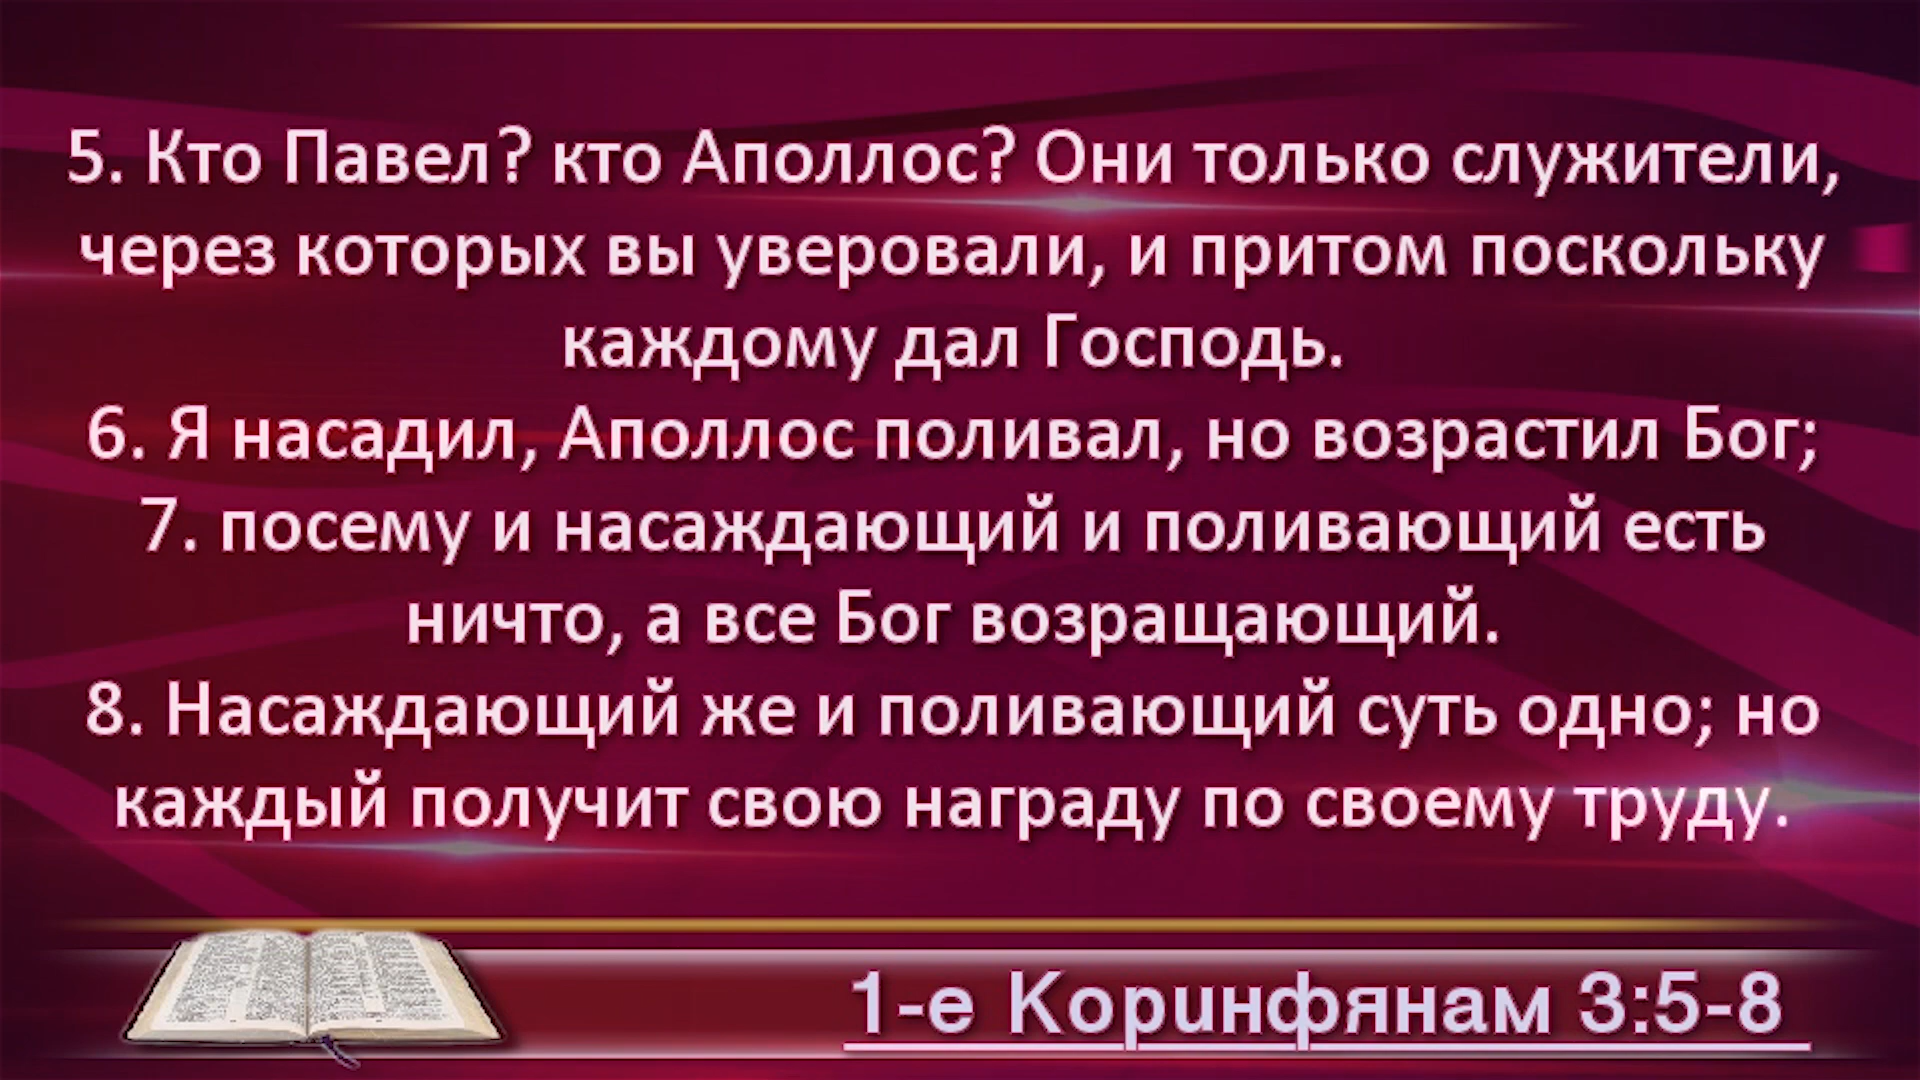 5. Кто Павел? кто Аполлос? Они только служители,
через которых вы уверовали, и притом поскольку
каждому дал Господь.
6. Я насадил, Аполлос поливал, но возрастил Бог;
7. посему и насаждающий и поливающий есть
ничто, а все Бог возращающий.
8. Насаждающий же и поливающий суть одно; но
каждый получит свою награду по своему труду.
1-е Коринфянам 3:5-8